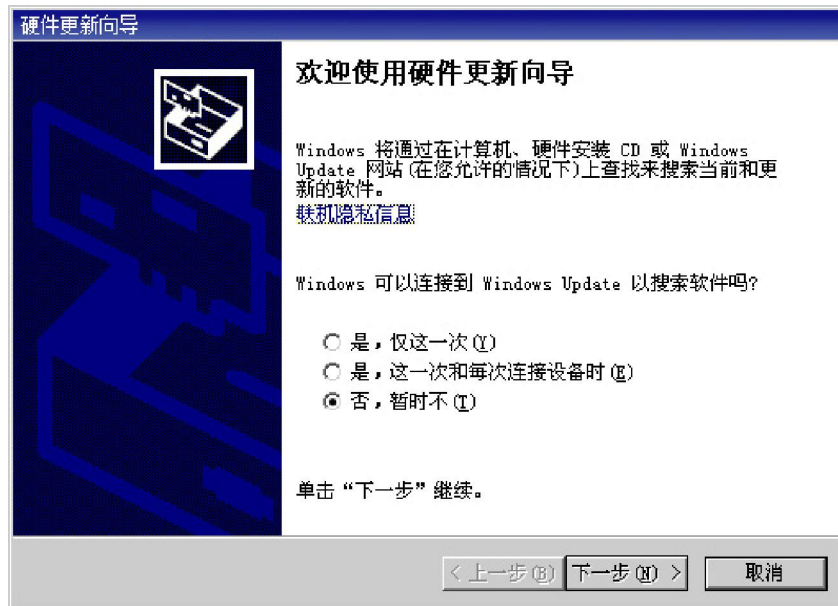 硬件更新向导
欢迎使用硬件更新向导
Windows 将通过在计算机、硬件安装 CD 或 Windows
Update 网站(在您允许的情况下)上查找来搜索当前和更
新的软件。
联机隐私信息
Windows 可以连接到 Windows Update 以搜索软件吗?
是，仅这一次(Y)
是，这一次和每次连接设备时(E)
否，暂时不(T)
单击“下一步”继续。
< 上一步(B)
下一步(N) >
取消